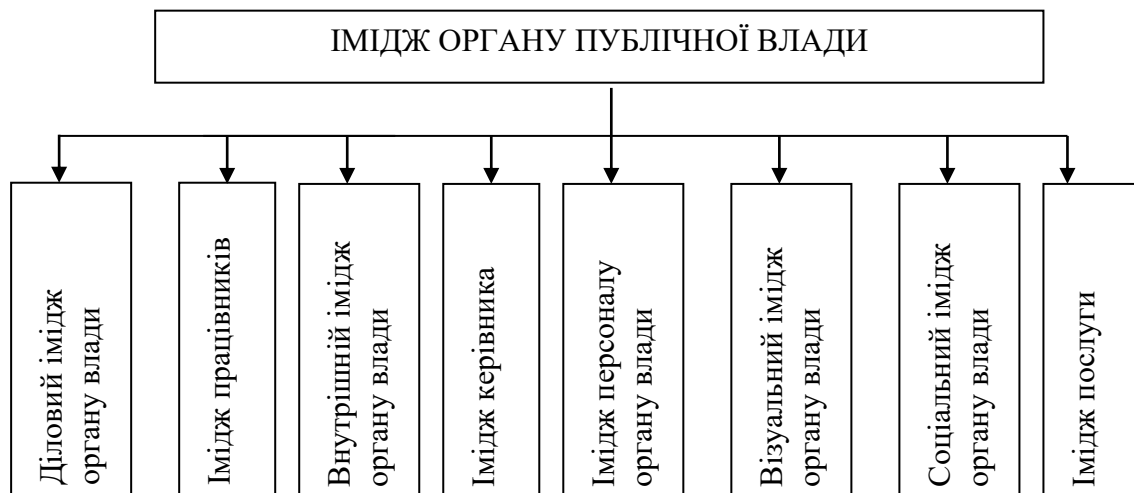 ІМІДЖ ОРГАНУ ПУБЛІЧНОЇ ВЛАДИ
Діловий імідж
органу влади
Імідж працівників
Внутрішній імідж
органу влади
Імідж керівника
Імідж персоналу
органу влади
Візуальний імідж
органу влади
Соціальний імідж
органу влади
Імідж послуги